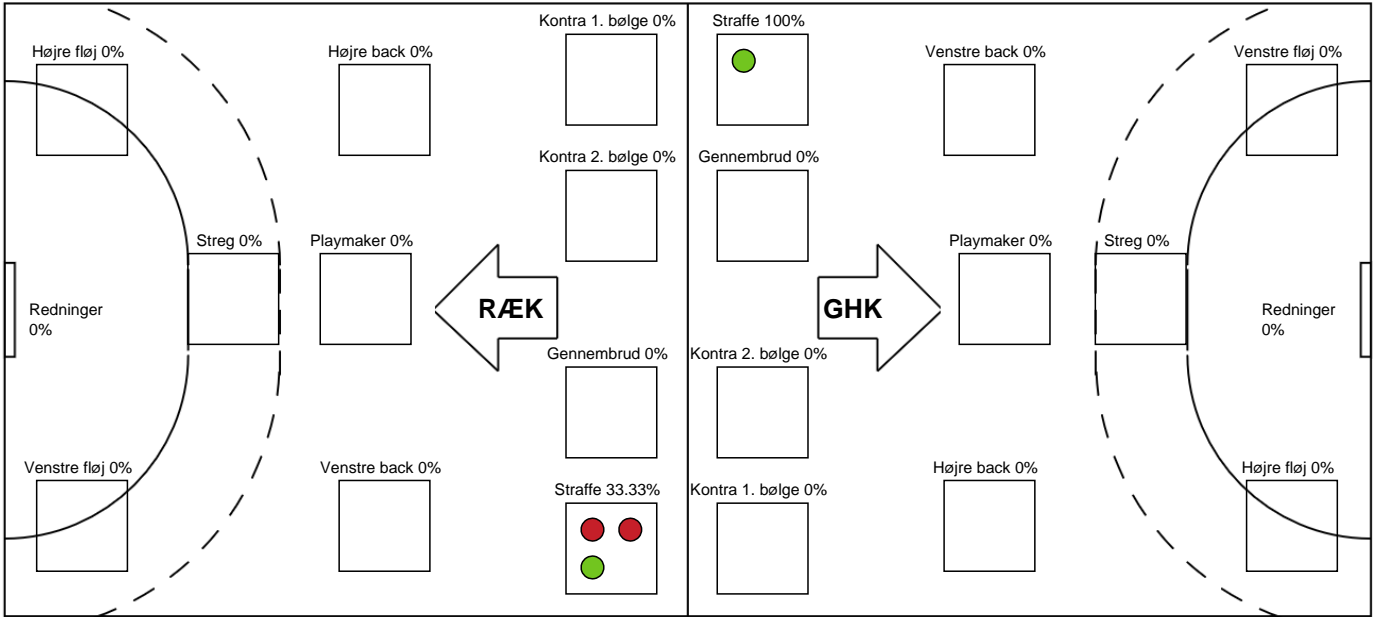 Kontra 1. bølge 0%
Straffe 100%
Højre fløj 0%
Højre back 0%
Venstre back 0%
Venstre fløj 0%
Kontra 2. bølge 0%
Gennembrud 0%
Streg 0%
Playmaker 0%
Playmaker 0%
Streg 0%
Redninger
0%
RÆK
GHK
Redninger
0%
Gennembrud 0%
Kontra 2. bølge 0%
Venstre fløj 0%
Venstre back 0%
Højre back 0%
Højre fløj 0%
Straffe 33.33%
Kontra 1. bølge 0%